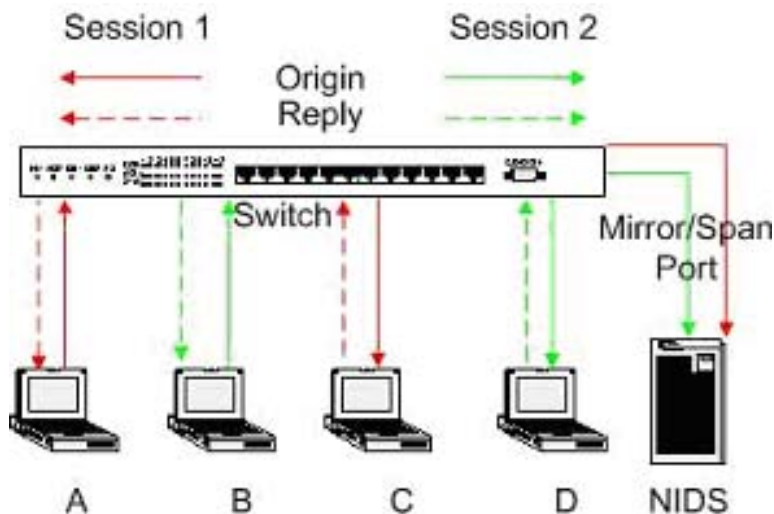 Session 1
Session 2
Origin
Reply
Switch
Mirror/Span
Port
A
B
C
D
NIDS